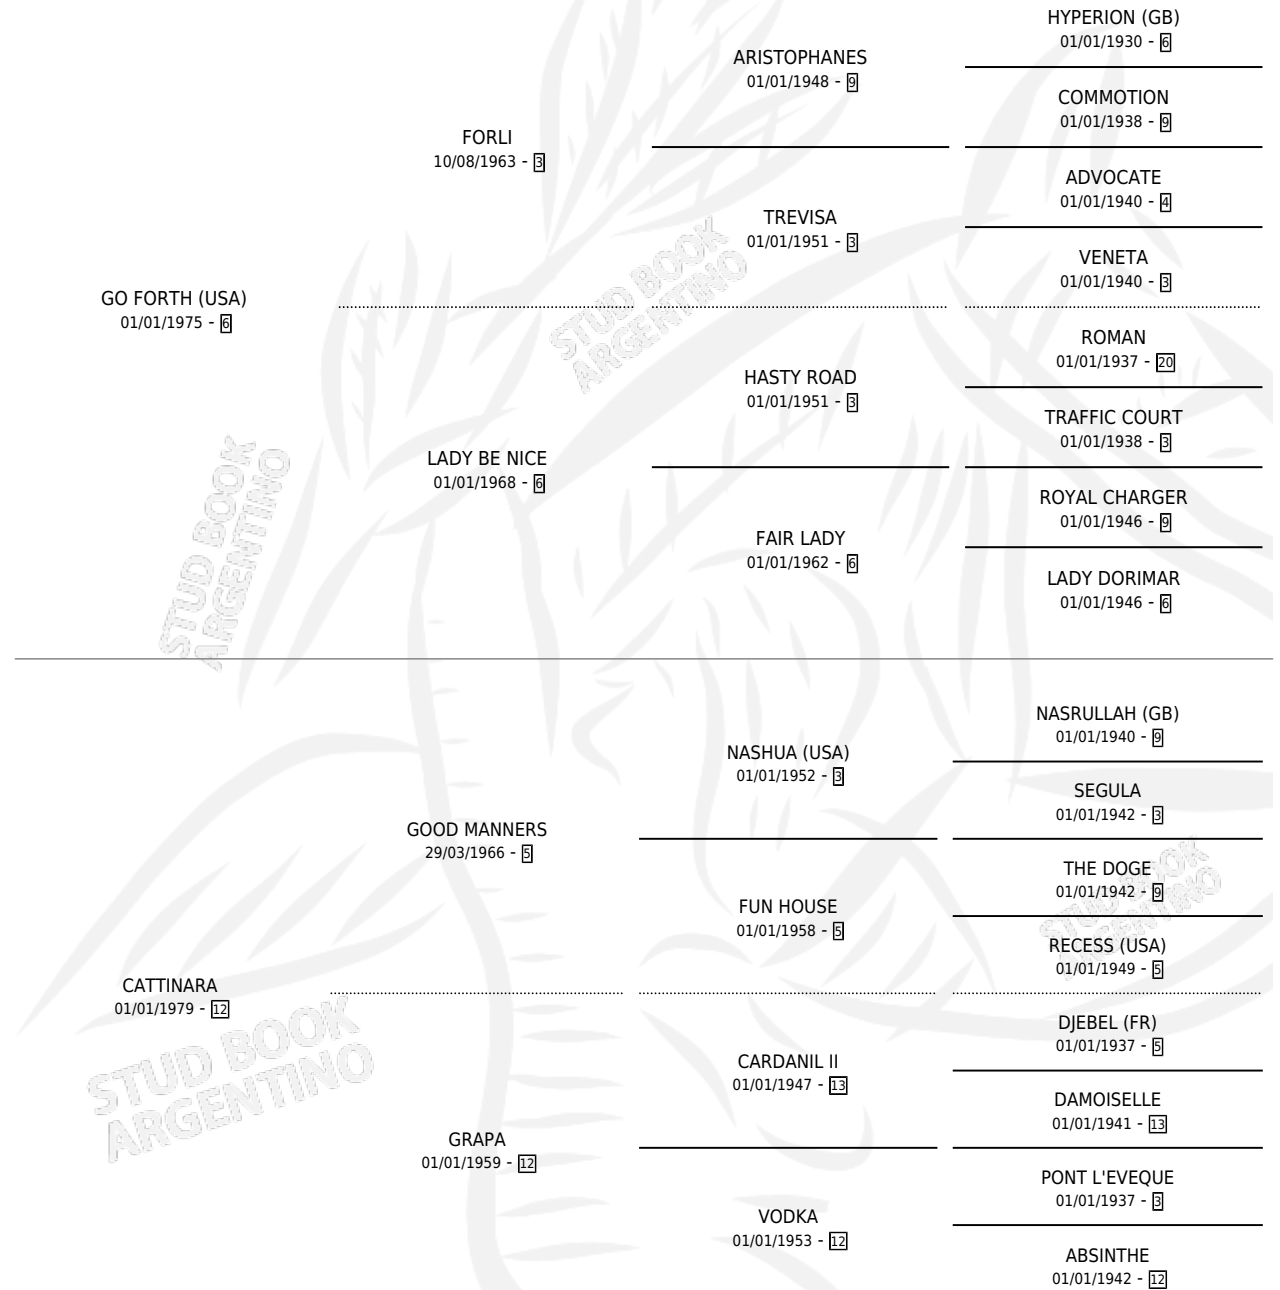 HYPERION (GB)
01/01/1930 - 6
ARISTOPHANES
01/01/1948 - 9
COMMOTION
01/01/1938 - 9
FORLI
10/08/1963 - 3
ADVOCATE
01/01/1940 - 4
TREVISA
01/01/1951 - 3
VENETA
01/01/1940 - 3
GO FORTH (USA)
01/01/1975 - 6
ROMAN
01/01/1937 - 20
HASTY ROAD
01/01/1951 - 3
TRAFFIC COURT
01/01/1938 - 3
LADY BE NICE
01/01/1968 - 6
ROYAL CHARGER
01/01/1946 - 9
FAIR LADY
01/01/1962 - 6
LADY DORIMAR
01/01/1946 - 6
NASRULLAH (GB)
01/01/1940 - 9
NASHUA (USA)
01/01/1952 - 3
SEGULA
01/01/1942 - 3
GOOD MANNERS
29/03/1966 - 5
THE DOGE
01/01/1942 - 9
FUN HOUSE
01/01/1958 - 5
RECESS (USA)
01/01/1949 - 5
CATTINARA
01/01/1979 - 12
DJEBEL (FR)
01/01/1937 - 5
CARDANIL II
01/01/1947 - 13
DAMOISELLE
01/01/1941 - 13
GRAPA
01/01/1959 - 12
PONT L'EVEQUE
01/01/1937 - 3
VODKA
01/01/1953 - 12
ABSINTHE
01/01/1942 - 12
STUD BOOK
ARGENTINO
STUD BOOK
ARGENTINO
STUD BOOK
ARGENTINO
STUD BOOK
ARGENTINO